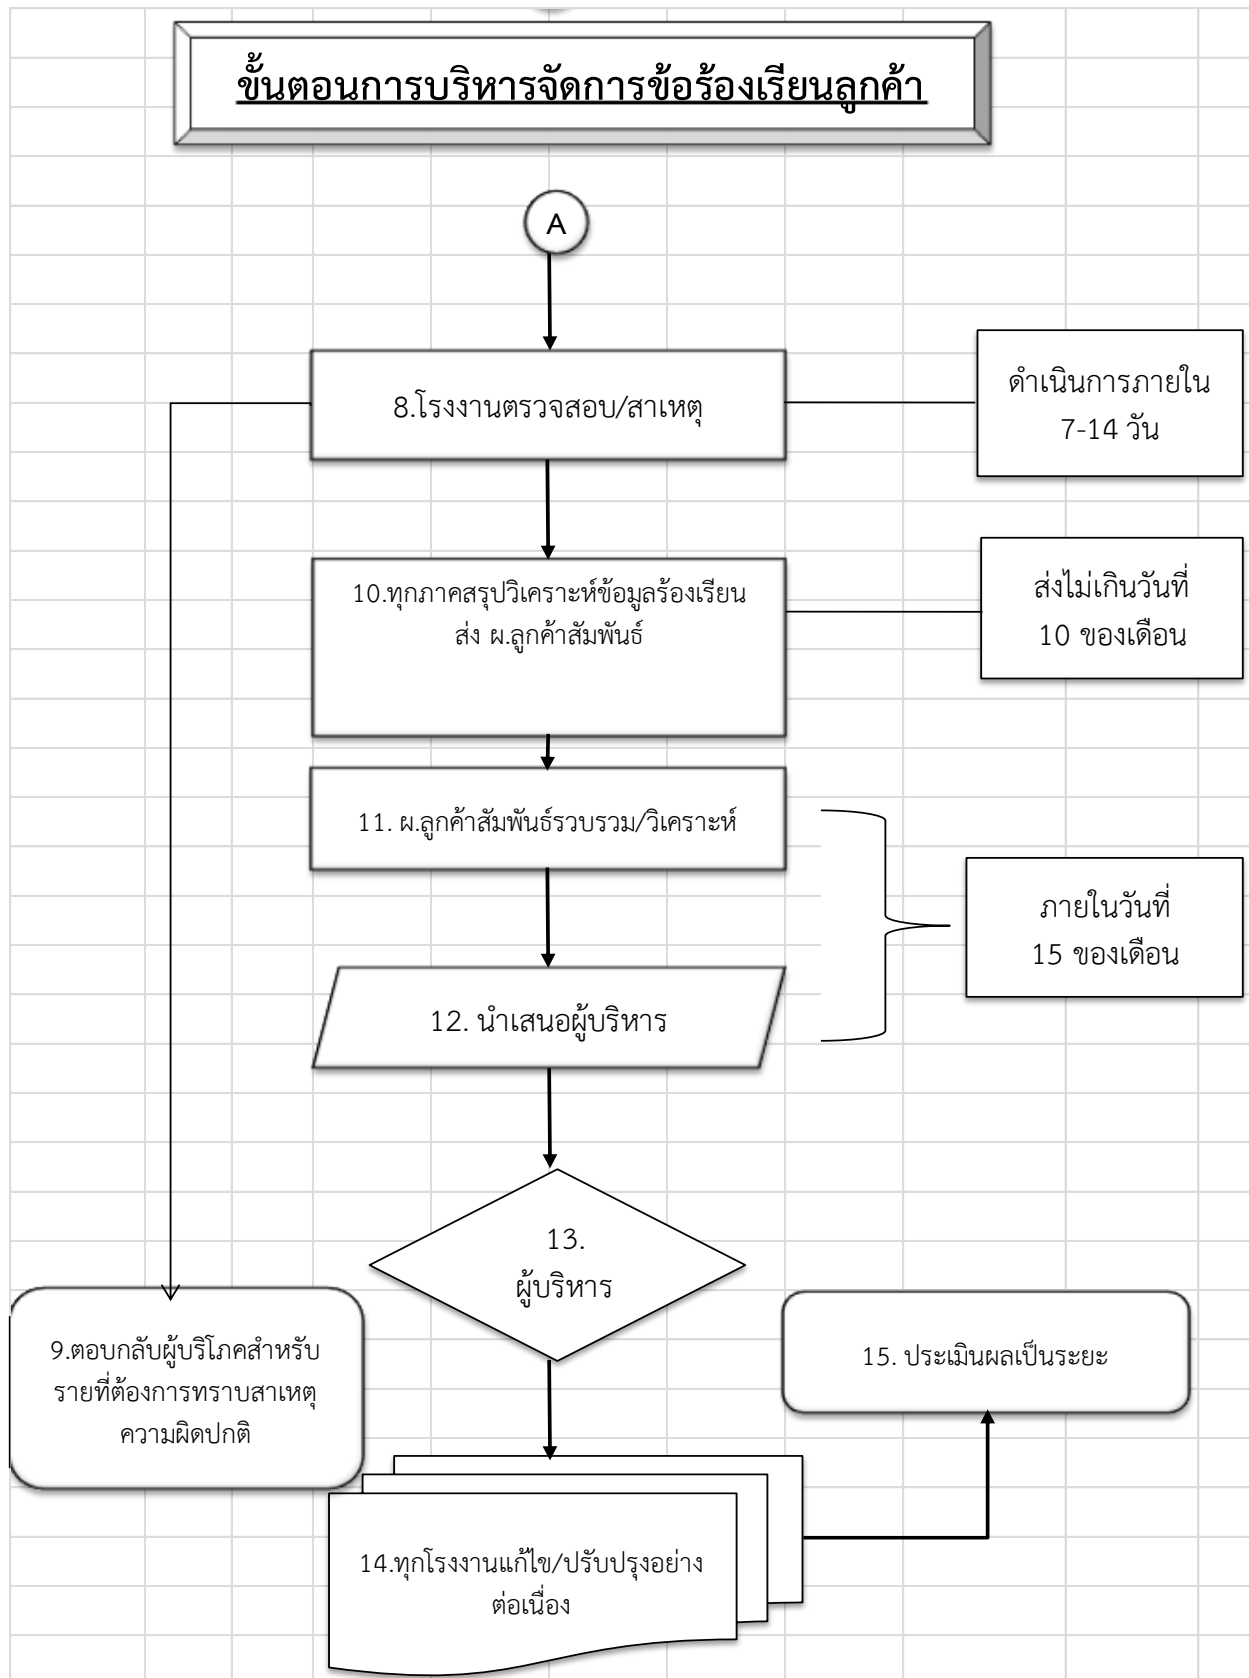 ขั้นตอนการบริหารจัดการข้อร้องเรียนลูกค้า
A
8.โรงงานตรวจสอบ/สาเหตุ
ดำเนินการภายใน
7-14 วัน
10.ทุกภาคสรุปวิเคราะห์ข้อมูลร้องเรียน
ส่ง ผ.ลูกค้าสัมพันธ์
ส่งไม่เกินวันที่
10 ของเดือน
11. ผ.ลูกค้าสัมพันธ์รวบรวม/วิเคราะห์
ภายในวันที่
15 ของเดือน
12. นำเสนอผู้บริหาร
13.
ผู้บริหาร
9.ตอบกลับผู้บริโภคสำหรับ
รายที่ต้องการทราบสาเหตุ
ความผิดปกติ
15. ประเมินผลเป็นระยะ
14.ทุกโรงงานแก้ไข/ปรับปรุงอย่าง
ต่อเนื่อง